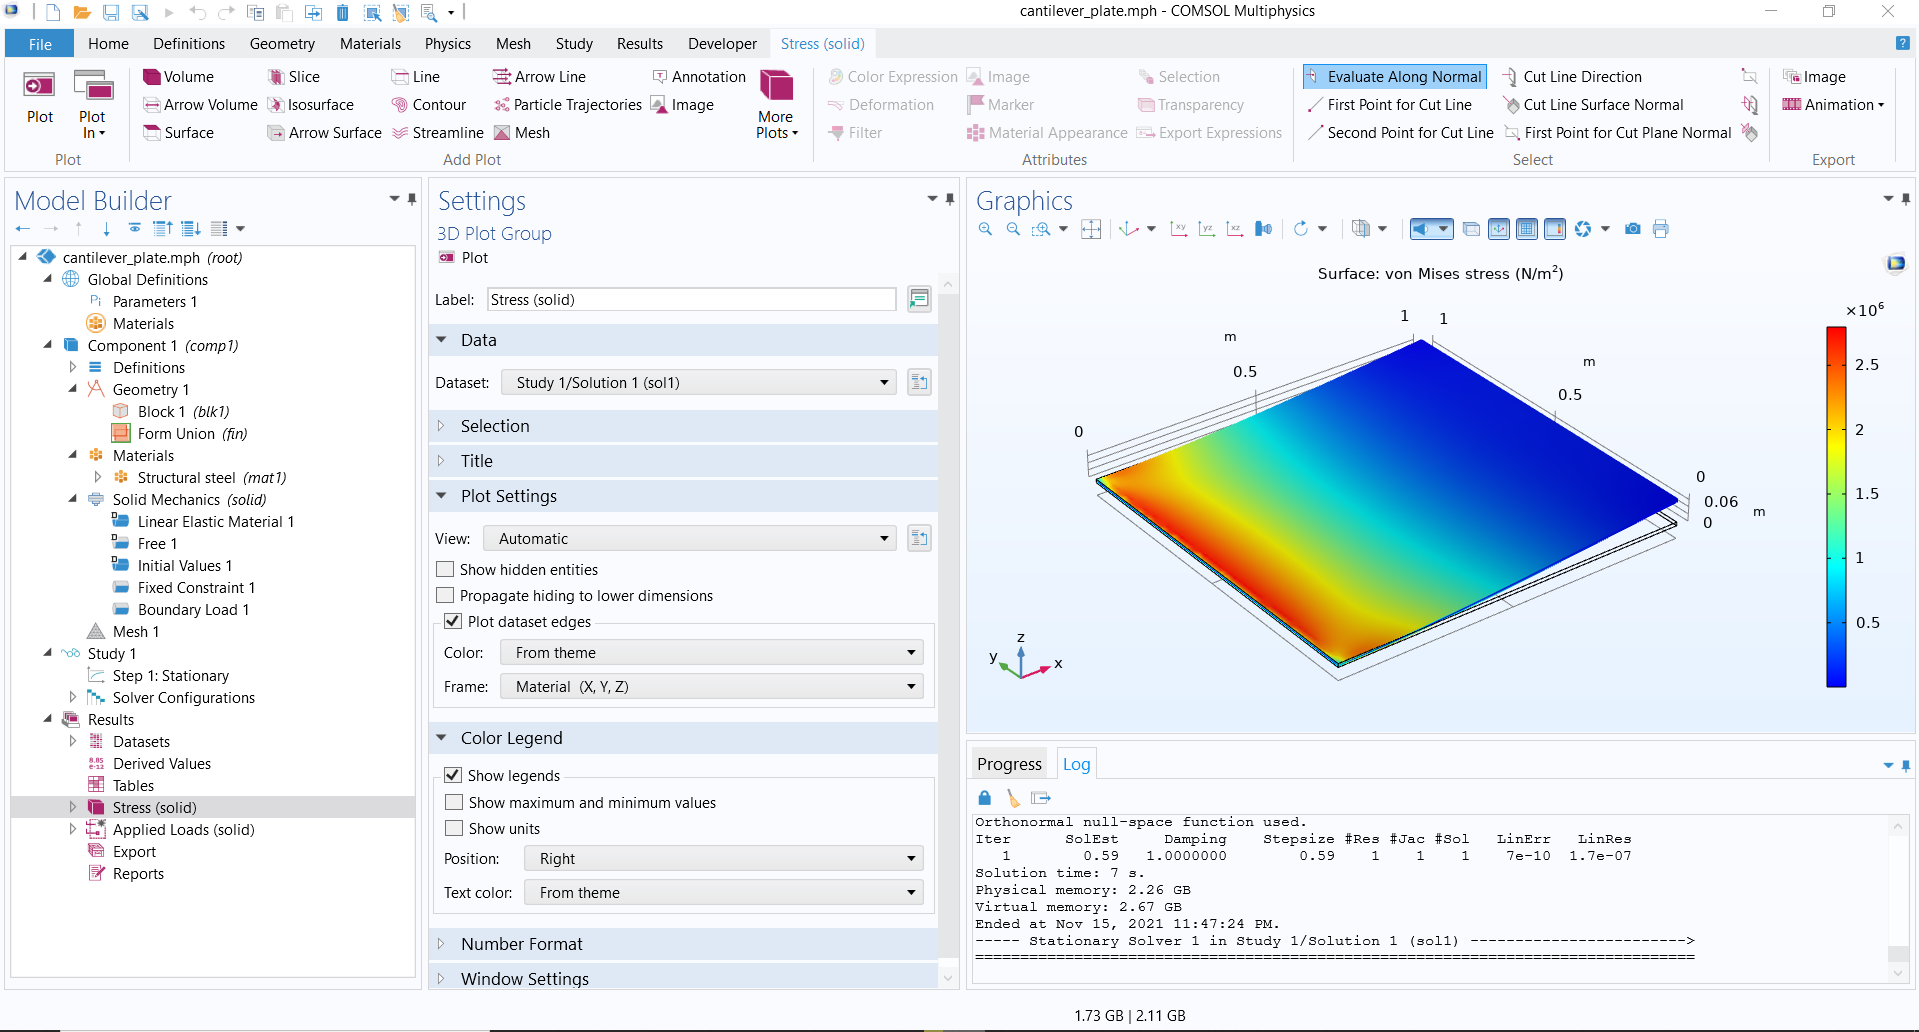 cantilever_plate.mph - COMSOL Multiphysics
File Home Definitions Geometry Materials Physics Mesh Study Results Developer Stress (solid)
Plot
Plot In
Plot
Volume Slice Line Arrow Line Annotation
Arrow Volume Isosurface Contour Particle Trajectories Image
Surface Arrow Surface Streamline Mesh
More Plots
Add Plot
Color Expression Image Selection
Deformation Marker Transparency
Filter Material Appearance Export Expressions
Attributes
Evaluate Along Normal Cut Line Direction
First Point for Cut Line Cut Line Surface Normal
Second Point for Cut Line First Point for Cut Plane Normal
Select
Image
Animation
Export
Model Builder
cantilever_plate.mph (root)
Global Definitions
Pi Parameters 1
Materials
Component 1 (comp1)
Definitions
Geometry 1
Block 1 (blk1)
Form Union (fin)
Materials
Structural steel (mat1)
Solid Mechanics (solid)
D Linear Elastic Material 1
D Free 1
D Initial Values 1
Fixed Constraint 1
Boundary Load 1
Mesh 1
Study 1
Step 1: Stationary
Solver Configurations
Results
Datasets
8.85 e-12 Derived Values
Tables
Stress (solid)
Applied Loads (solid)
Export
Reports
Settings
3D Plot Group
Plot
Label: Stress (solid)
Data
Dataset: Study 1/Solution 1 (sol1)
Selection
Title
Plot Settings
View: Automatic
Show hidden entities
Propagate hiding to lower dimensions
Plot dataset edges
Color: From theme
Frame: Material (X, Y, Z)
Color Legend
Show legends
Show maximum and minimum values
Show units
Position: Right
Text color: From theme
Number Format
Window Settings
Graphics
xy yz xz
Surface: von Mises stress (N/m²)
×10⁶
1 1
m
m
0.5
0.5
0
0
0.06
m
0
2.5
2
1.5
1
0.5
z
y
x
Progress Log
Orthonormal null-space function used.
Iter SolEst Damping Stepsize #Res #Jac #Sol LinErr LinRes
1 0.59 1.0000000 0.59 1 1 1 7e-10 1.7e-07
Solution time: 7 s.
Physical memory: 2.26 GB
Virtual memory: 2.67 GB
Ended at Nov 15, 2021 11:47:24 PM.
----- Stationary Solver 1 in Study 1/Solution 1 (sol1) ------------------------>
================================================================================
1.73 GB | 2.11 GB